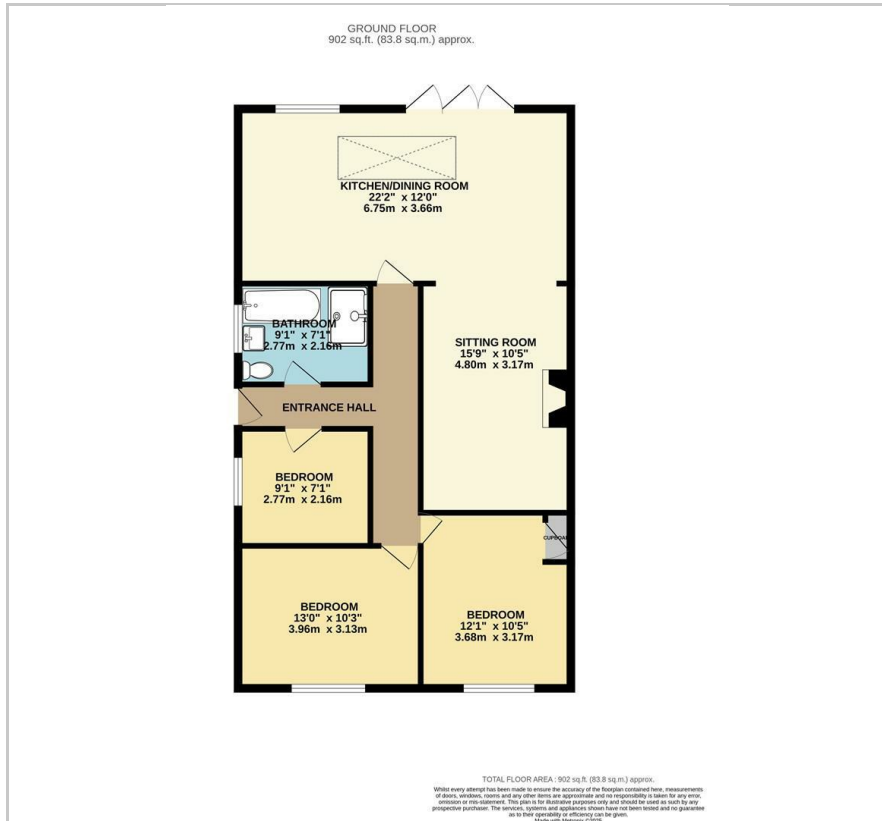 GROUND FLOOR
902 sq.ft. (83.8 sq.m.) approx.
KITCHEN/DINING ROOM
22'2" x 12'0"
6.75m x 3.66m
BATHROOM
9'1" x 7'1"
2.77m x 2.16m
SITTING ROOM
15'9" x 10'5"
4.80m x 3.17m
ENTRANCE HALL
BEDROOM
9'1" x 7'1"
2.77m x 2.16m
CUPBOARD
BEDROOM
13'0" x 10'3"
3.96m x 3.13m
BEDROOM
12'1" x 10'5"
3.68m x 3.17m
TOTAL FLOOR AREA : 902 sq.ft. (83.8 sq.m.) approx.
Whilst every attempt has been made to ensure the accuracy of the floorplan contained here, measurements
of doors, windows, rooms and any other items are approximate and no responsibility is taken for any error,
omission or mis-statement. This plan is for illustrative purposes only and should be used as such by any
prospective purchaser. The services, systems and appliances shown have not been tested and no guarantee
as to their operability or efficiency can be given.
Made with Metropix ©2025